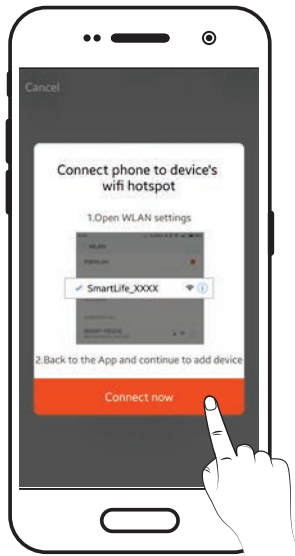 Cancel
Connect phone to device's
wifi hotspot
1.Open WLAN settings
WLAN
SmartLife_XXXX
2.Back to the App and continue to add device
Connect now